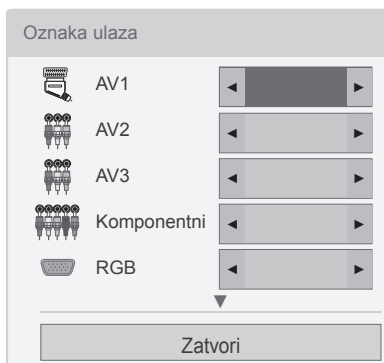 Oznaka ulaza
AV1
AV2
AV3
Komponentni
RGB
Zatvori